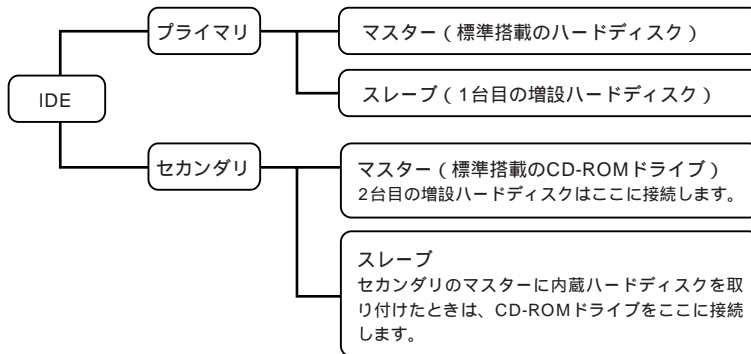 IDE
プライマリ
マスター（標準搭載のハードディスク）
スレーブ（1台目の増設ハードディスク）
セカンダリ
マスター（標準搭載のCD-ROMドライブ）
2台目の増設ハードディスクはここに接続します。
スレーブ
セカンダリのマスターに内蔵ハードディスクを取
り付けたときは、CD-ROMドライブをここに接続
します。